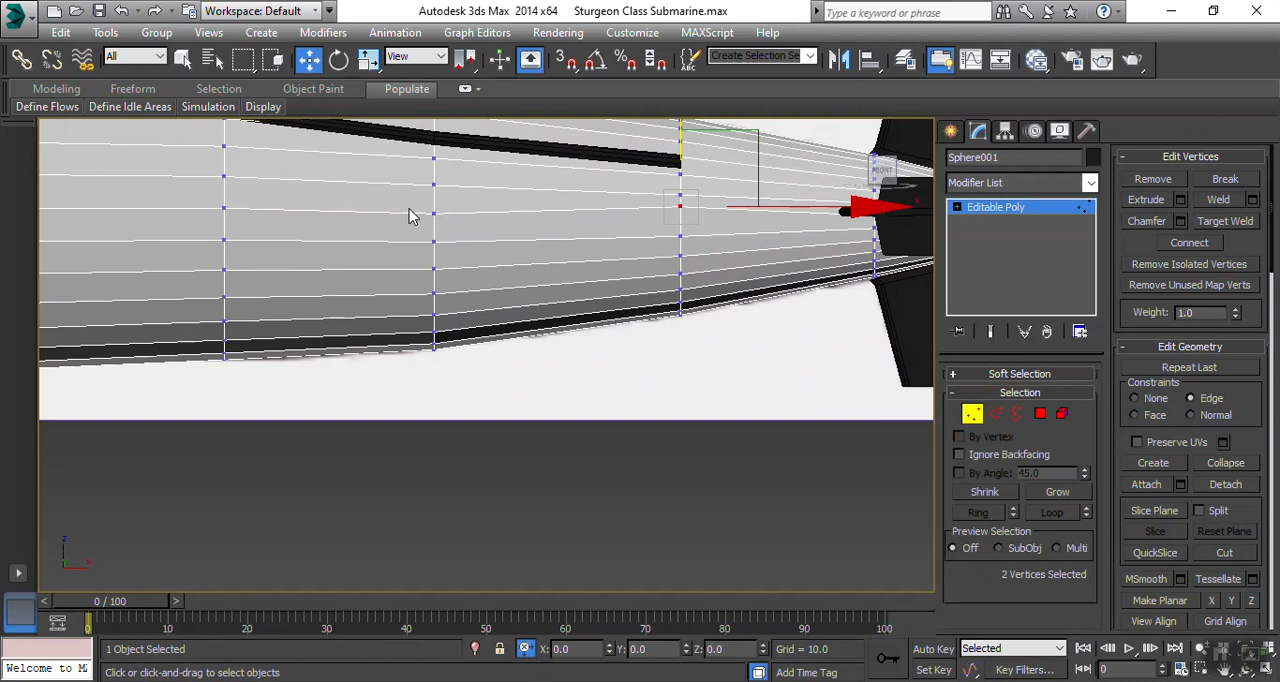 Workspace: Default
Autodesk 3ds Max 2014 x64 Sturgeon Class Submarine.max
Type a keyword or phrase
Edit Tools Group Views Create Modifiers Animation Graph Editors Rendering Customize MAXScript Help
All View 3 Create Selection Se
Modeling Freeform Selection Object Paint Populate
Define Flows Define Idle Areas Simulation Display
FRONT
x
z
x
Sphere001
Modifier List
Editable Poly
Soft Selection
Selection
By Vertex
Ignore Backfacing
By Angle: 45.0
Shrink Grow
Ring Loop
Preview Selection
Off SubObj Multi
2 Vertices Selected
Edit Vertices
Remove Break
Extrude Weld
Chamfer Target Weld
Connect
Remove Isolated Vertices
Remove Unused Map Verts
Weight: 1.0
Edit Geometry
Repeat Last
Constraints
None Edge
Face Normal
Preserve UVs
Create Collapse
Attach Detach
Slice Plane Split
Slice Reset Plane
QuickSlice Cut
MSmooth Tessellate
Make Planar X Y Z
View Align Grid Align
< 0 / 100 >
0 10 20 30 40 50 60 70 80 90 100
1 Object Selected X: 0.0 Y: 0.0 Z: 0.0 Grid = 10.0 Auto Key Selected
Welcome to MA Click or click-and-drag to select objects Add Time Tag Set Key Key Filters... 0